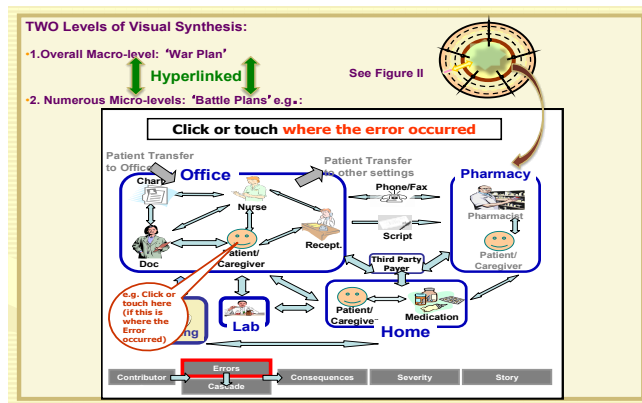 TWO Levels of Visual Synthesis:
•1.Overall Macro-level: ‘War Plan’
Hyperlinked
See Figure II
•2. Numerous Micro-levels: ‘Battle Plans’ e.g.:
Click or touch where the error occurred
Patient Transfer
to Office
Patient Transfer
to other settings
Office
Pharmacy
Chart
Phone/Fax
Nurse
Pharmacist
Script
Recept.
Doc
Patient/
Caregiver
Patient/
Caregiver
Third Party
Payer
e.g. Click or
touch here
(if this is
where the
Error
occurred)
ng
Lab
Patient/
Caregive
Medication
Home
Errors
Contributor
Cascade
Consequences
Severity
Story